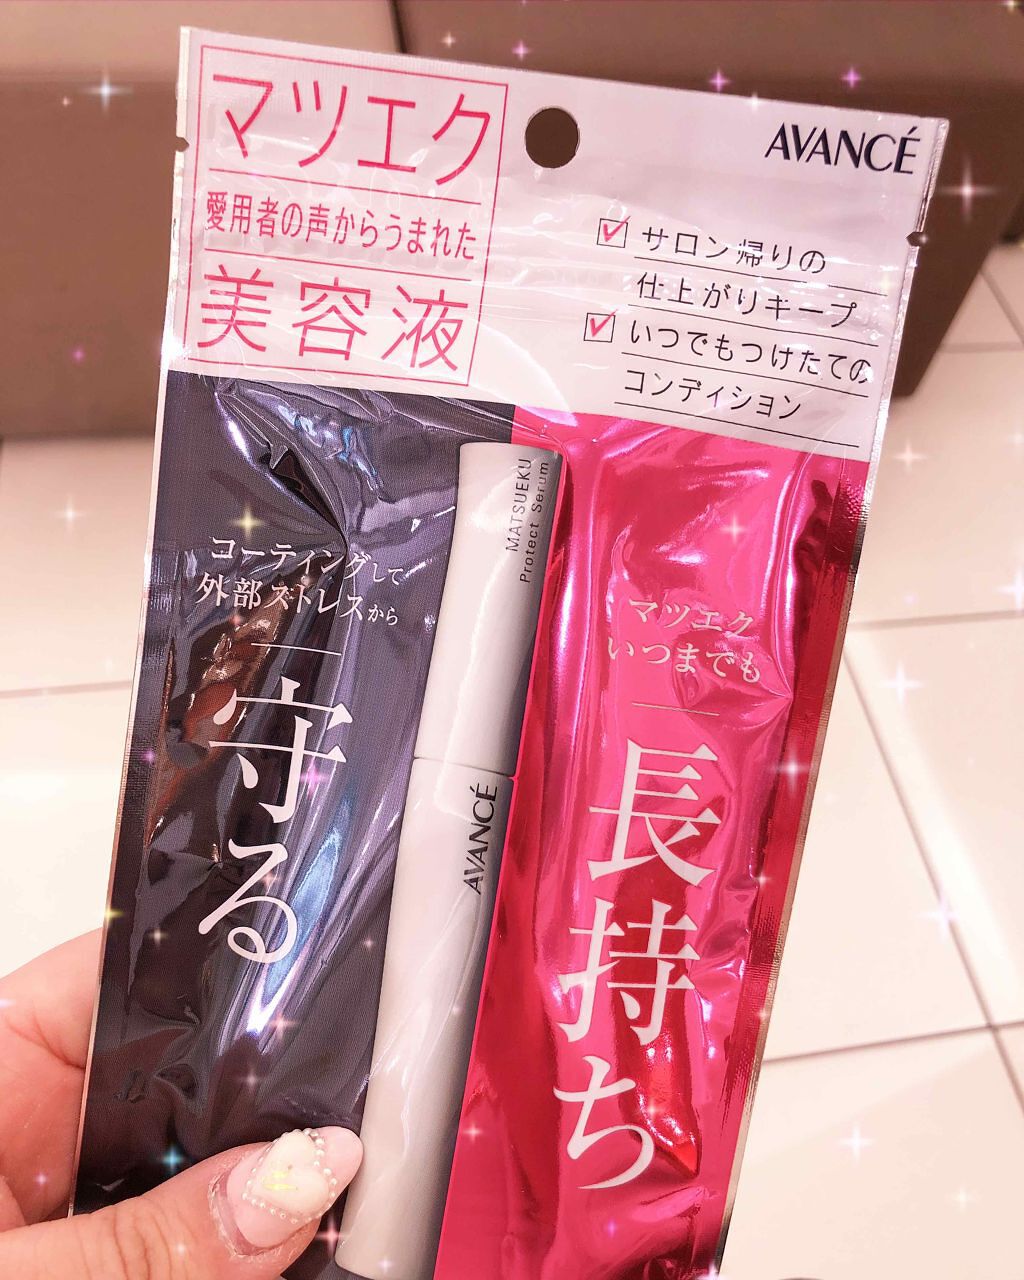 マツエク
愛用者の声からうまれた
美容液
AVANCÉ
サロン帰りの
仕上がりキープ
いつでもつけたての
コンディション
コーティングして
外部ストレスから
守る
MATSUEKU
Protect Serum
AVANCÉ
マツエク
いつまでも
長持ち